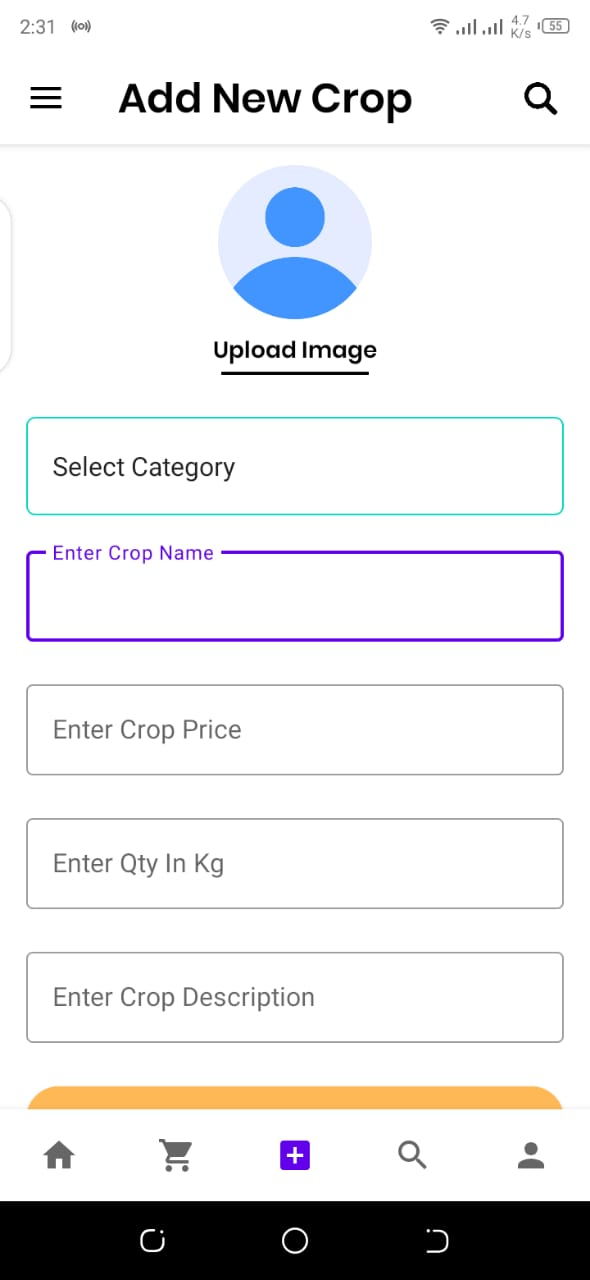 2:31
4.7 K/s
55
Add New Crop
Upload Image
Select Category
Enter Crop Name
Enter Crop Price
Enter Qty In Kg
Enter Crop Description